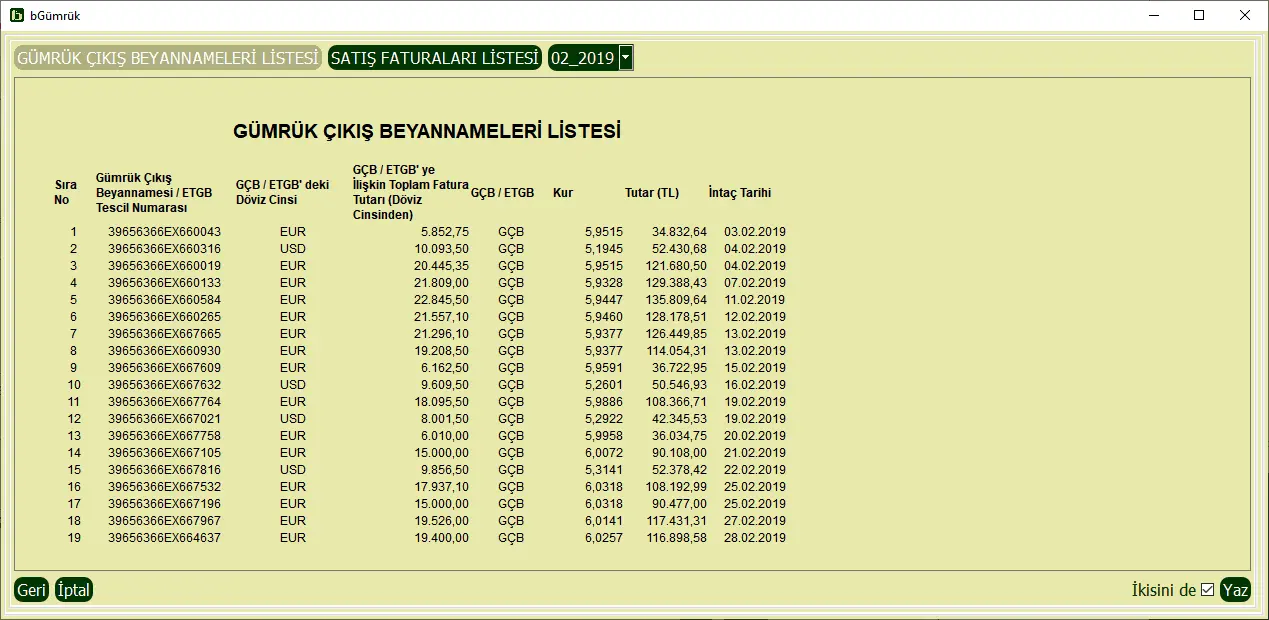 bGümrük
GÜMRÜK ÇIKIŞ BEYANNAMELERİ LİSTESİ SATIŞ FATURALARI LİSTESİ 02_2019
GÜMRÜK ÇIKIŞ BEYANNAMELERİ LİSTESİ
Sıra No Gümrük Çıkış Beyannamesi / ETGB Tescil Numarası GÇB / ETGB' deki Döviz Cinsi GÇB / ETGB' ye İlişkin Toplam Fatura Tutarı (Döviz Cinsinden) GÇB / ETGB Kur Tutar (TL) İntaç Tarihi
1 39656366EX660043 EUR 5.852,75 GÇB 5,9515 34.832,64 03.02.2019
2 39656366EX660316 USD 10.093,50 GÇB 5,1945 52.430,68 04.02.2019
3 39656366EX660019 EUR 20.445,35 GÇB 5,9515 121.680,50 04.02.2019
4 39656366EX660133 EUR 21.809,00 GÇB 5,9328 129.388,43 07.02.2019
5 39656366EX660584 EUR 22.845,50 GÇB 5,9447 135.809,64 11.02.2019
6 39656366EX660265 EUR 21.557,10 GÇB 5,9460 128.178,51 12.02.2019
7 39656366EX667665 EUR 21.296,10 GÇB 5,9377 126.449,85 13.02.2019
8 39656366EX660930 EUR 19.208,50 GÇB 5,9377 114.054,31 13.02.2019
9 39656366EX667609 EUR 6.162,50 GÇB 5,9591 36.722,95 15.02.2019
10 39656366EX667632 USD 9.609,50 GÇB 5,2601 50.546,93 16.02.2019
11 39656366EX667764 EUR 18.095,50 GÇB 5,9886 108.366,71 19.02.2019
12 39656366EX667021 USD 8.001,50 GÇB 5,2922 42.345,53 19.02.2019
13 39656366EX667758 EUR 6.010,00 GÇB 5,9958 36.034,75 20.02.2019
14 39656366EX667105 EUR 15.000,00 GÇB 6,0072 90.108,00 21.02.2019
15 39656366EX667816 USD 9.856,50 GÇB 5,3141 52.378,42 22.02.2019
16 39656366EX667532 EUR 17.937,10 GÇB 6,0318 108.192,99 25.02.2019
17 39656366EX667196 EUR 15.000,00 GÇB 6,0318 90.477,00 25.02.2019
18 39656366EX667967 EUR 19.526,00 GÇB 6,0141 117.431,31 27.02.2019
19 39656366EX664637 EUR 19.400,00 GÇB 6,0257 116.898,58 28.02.2019
Geri İptal İkisini de Yaz